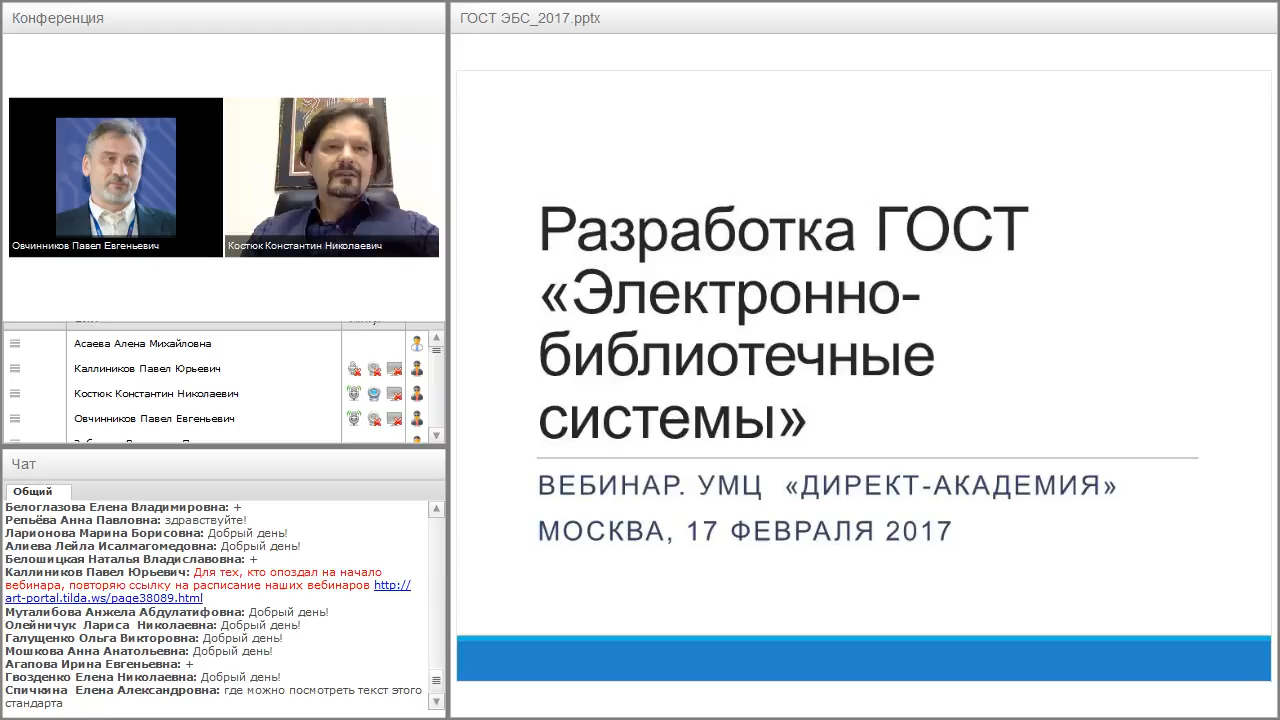 Конференция
Овчинников Павел Евгеньевич
Костюк Константин Николаевич
Асаева Алена Михайловна
Каллиников Павел Юрьевич
Костюк Константин Николаевич
Овчинников Павел Евгеньевич
Чат
Общий
Белоглазова Елена Владимировна: +
Репьёва Анна Павловна: здравствуйте!
Ларионова Марина Борисовна: Добрый день!
Алиева Лейла Исалмагомедовна: Добрый день!
Белошицкая Наталья Владиславовна: +
Каллиников Павел Юрьевич: Для тех, кто опоздал на начало
вебинара, повторяю ссылку на расписание наших вебинаров http://
art-portal.tilda.ws/page38089.html
Муталибова Анжела Абдулатифовна: Добрый день!
Олейничук Лариса Николаевна: Добрый день!
Галущенко Ольга Викторовна: Добрый день!
Мошкова Анна Анатольевна: Добрый день!
Агапова Ирина Евгеньевна: +
Гвозденко Елена Николаевна: Добрый день!
Спичкина Елена Александровна: где можно посмотреть текст этого
стандарта
ГОСТ ЭБС_2017.pptx
Разработка ГОСТ
«Электронно-
библиотечные
системы»
ВЕБИНАР. УМЦ «ДИРЕКТ-АКАДЕМИЯ»
МОСКВА, 17 ФЕВРАЛЯ 2017